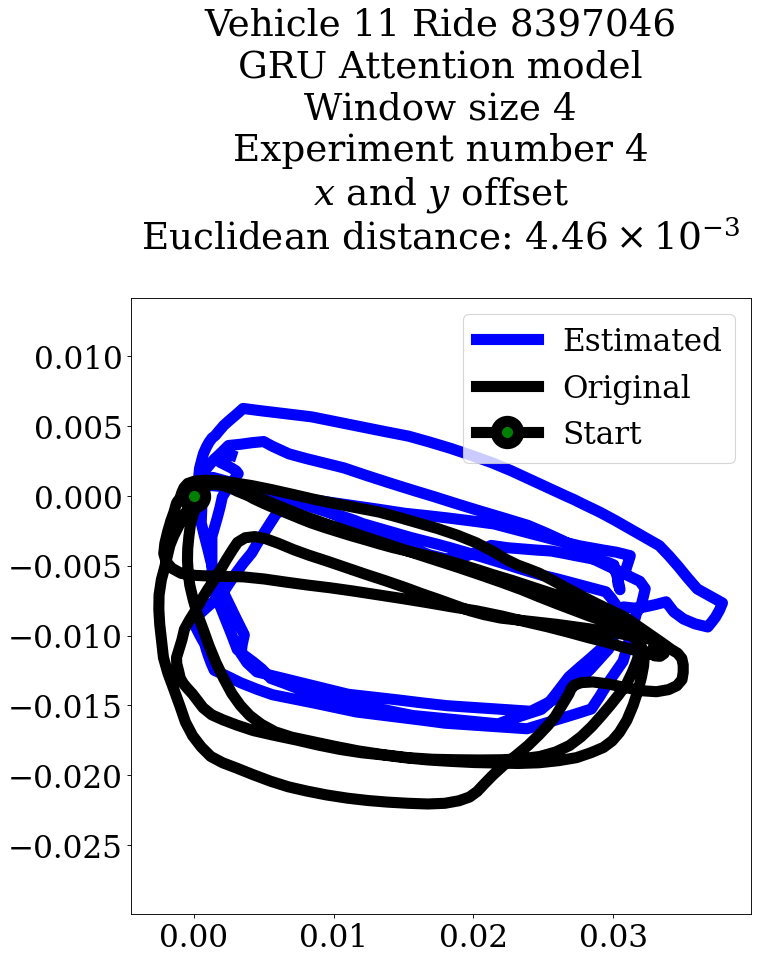 Vehicle 11 Ride 8397046
GRU Attention model
Window size 4
Experiment number 4
x and y offset
Euclidean distance: 4.46 × 10⁻³
Estimated
Original
Start
0.010
0.005
0.000
−0.005
−0.010
−0.015
−0.020
−0.025
0.00 0.01 0.02 0.03